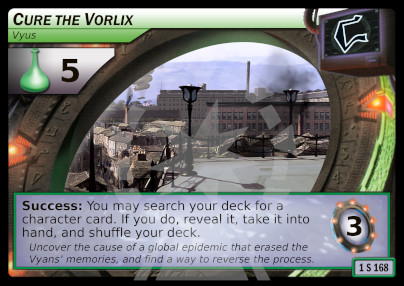 Cure the Vorlix
Vyus
5
Success: You may search your deck for a
character card. If you do, reveal it, take it into
hand, and shuffle your deck.
Uncover the cause of a global epidemic that erased the
Vyans' memories, and find a way to reverse the process.
3
1 S 168